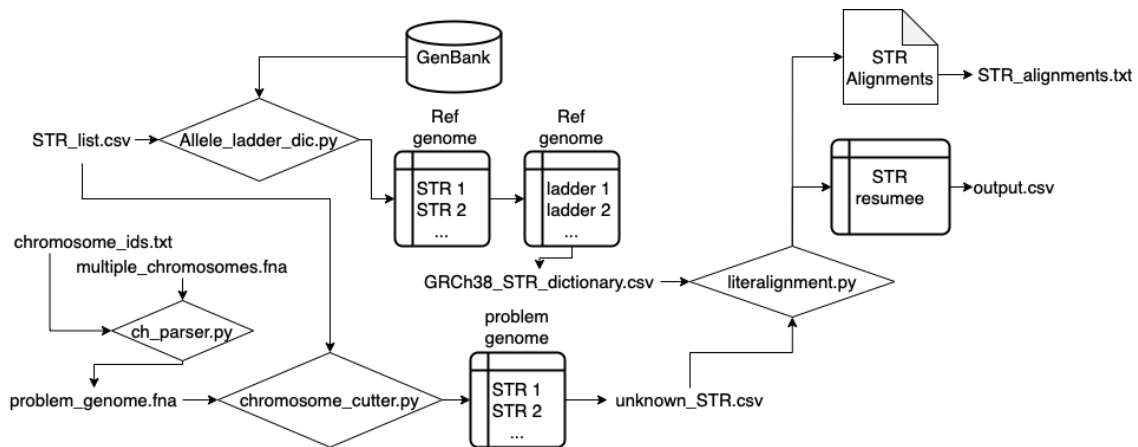 GenBank
STR
Alignments
STR_alignments.txt
STR_list.csv
Allele_ladder_dic.py
Ref
genome
STR 1
STR 2
...
Ref
genome
ladder 1
ladder 2
...
STR
resumee
output.csv
chromosome_ids.txt
multiple_chromosomes.fna
GRCh38_STR_dictionary.csv
literalignment.py
ch_parser.py
problem
genome
STR 1
STR 2
...
problem_genome.fna
chromosome_cutter.py
unknown_STR.csv